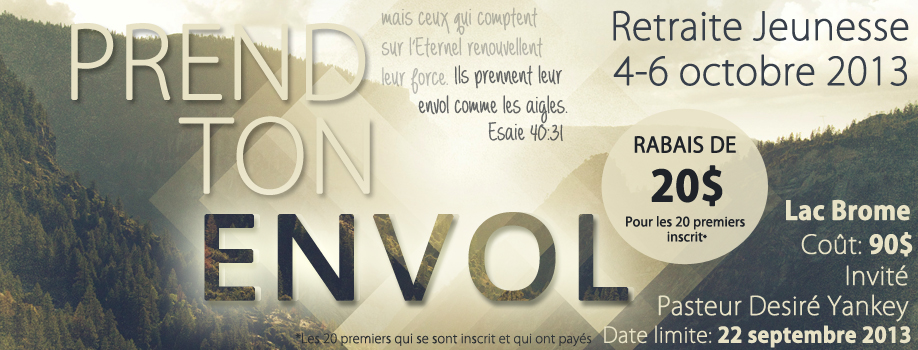 PREND
TON
ENVOL
mais ceux qui comptent
sur l'Eternel renouvellent
leur force. Ils prennent leur
envol comme les aigles.
Esaie 40:31
Retraite Jeunesse
4-6 octobre 2013
RABAIS DE
20$
Pour les 20 premiers
inscrit*
Lac Brome
Coût: 90$
Invité
Pasteur Desiré Yankey
Date limite: 22 septembre 2013
*Les 20 premiers qui se sont inscrit et qui ont payés